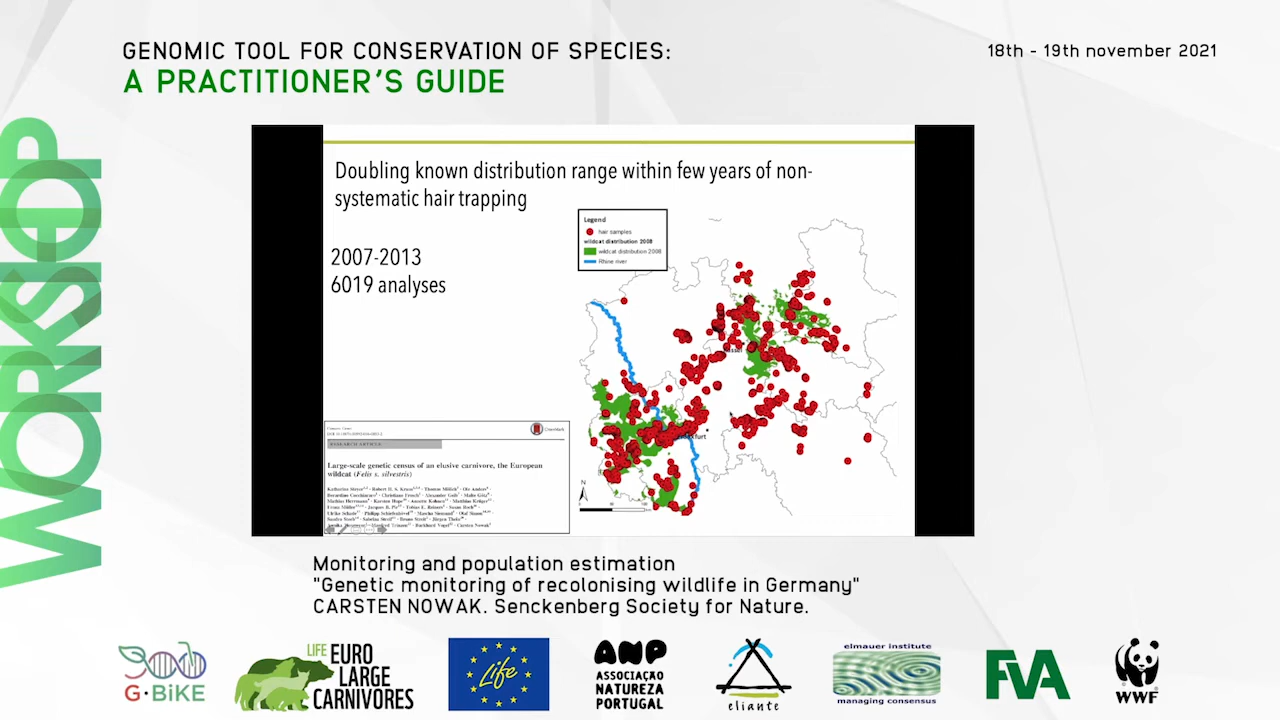 GENOMIC TOOL FOR CONSERVATION OF SPECIES:
A PRACTITIONER'S GUIDE
18th - 19th november 2021
WORKSHOP
Doubling known distribution range within few years of non-
systematic hair trapping
2007-2013
6019 analyses
Legend
hair samples
wildcat distribution 2008
wildcat distribution 2008
Rhine river
N
RESEARCH ARTICLE
Large-scale genetic census of an elusive carnivore, the European
wildcat (Felis s. silvestris)
Monitoring and population estimation
"Genetic monitoring of recolonising wildlife in Germany"
CARSTEN NOWAK. Senckenberg Society for Nature.
G·BiKE
LIFE EURO
LARGE
CARNIVORES
Life
ANP
ASSOCIAÇÃO
NATUREZA
PORTUGAL
eliante
elmauer institute
managing consensus
FVA
WWF